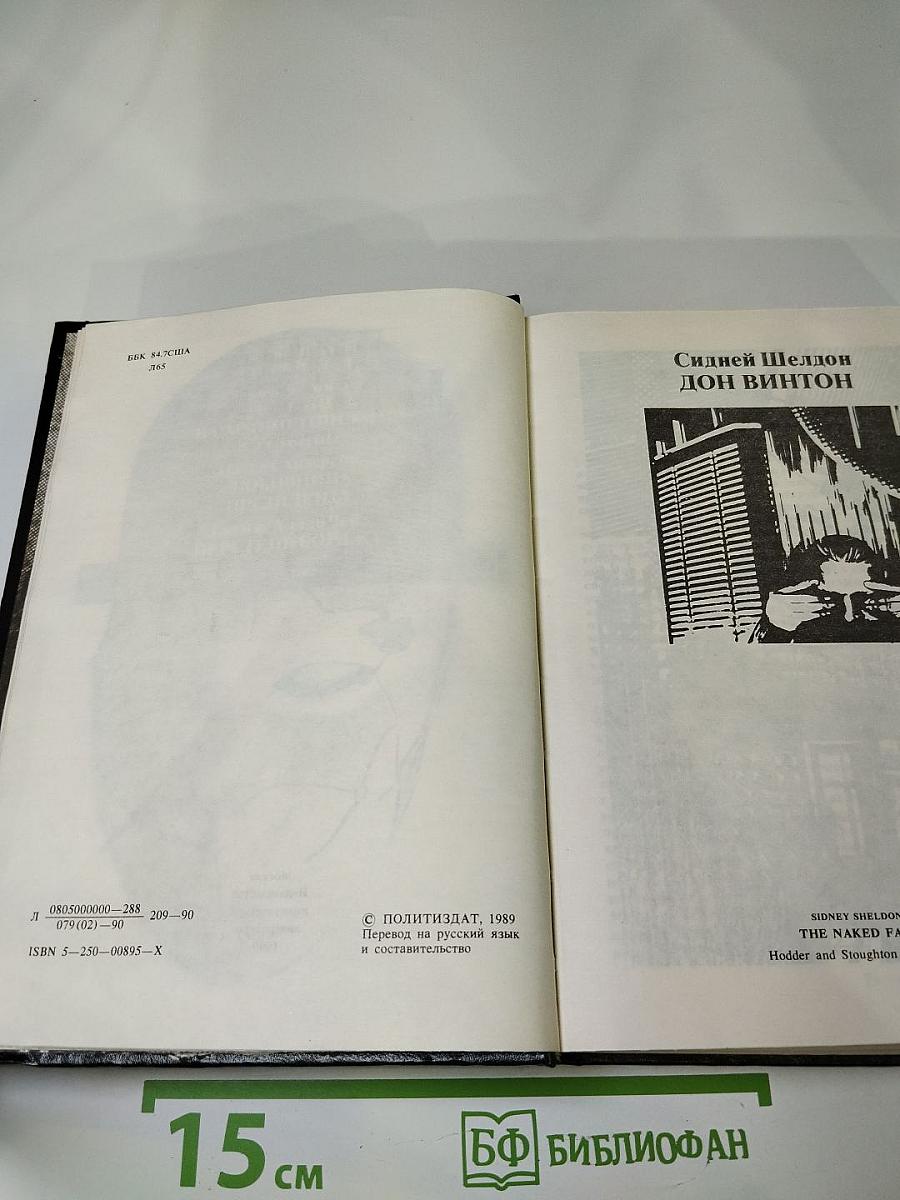 ББК 84.7США
Л65
Л 0805000000—288
079(02)—90
209—90
ISBN 5—250—00895—X
© ПОЛИТИЗДАТ, 1989
Перевод на русский язык
и составительство
Сидней Шелдон
ДОН ВИНТОН
SIDNEY SHELDON
THE NAKED FA
Hodder and Stoughton
15 см
БФ БИБЛИОФАН